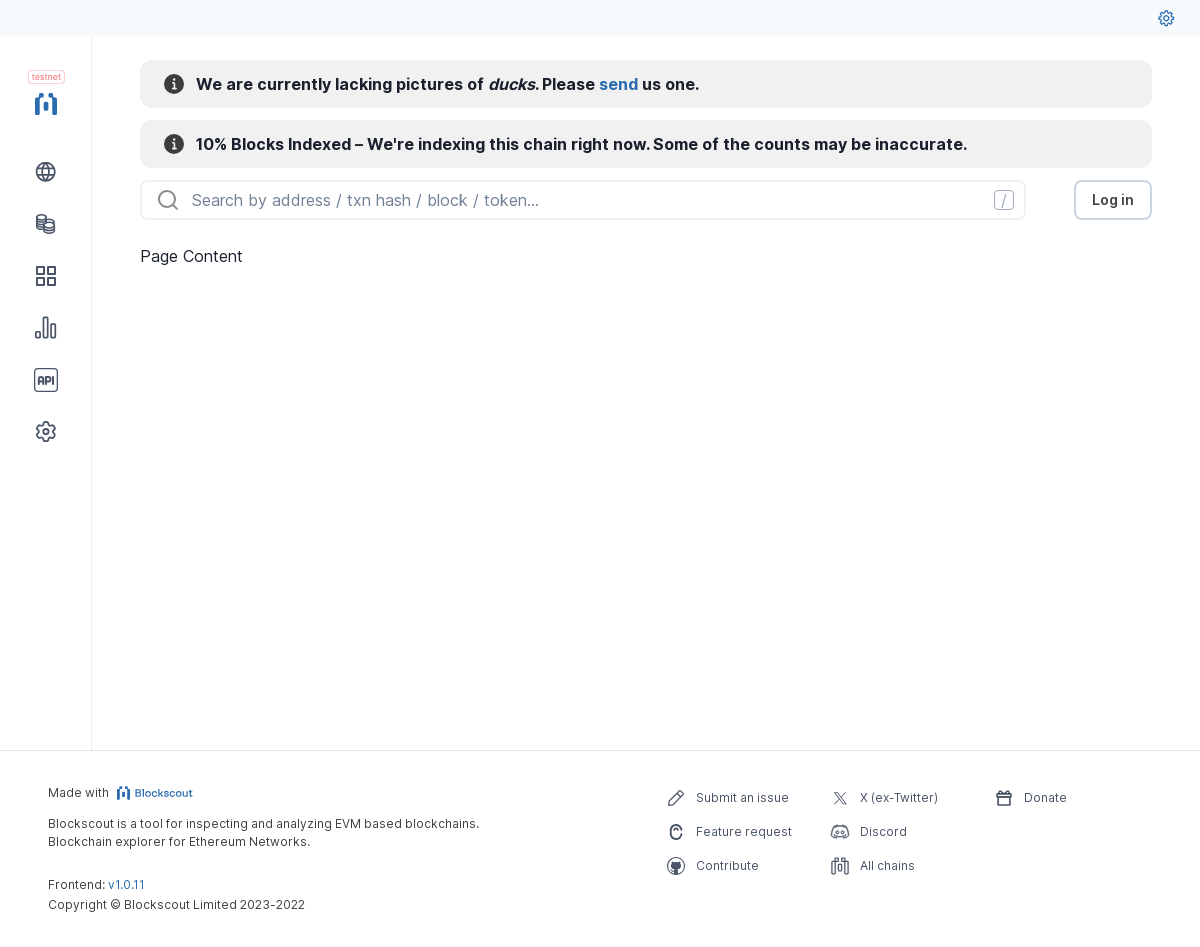 testnet
We are currently lacking pictures of ducks. Please send us one.
10% Blocks Indexed – We're indexing this chain right now. Some of the counts may be inaccurate.
Search by address / txn hash / block / token... /
Log in
Page Content
API
Made with Blockscout
Blockscout is a tool for inspecting and analyzing EVM based blockchains.
Blockchain explorer for Ethereum Networks.
Frontend: v1.0.11
Copyright © Blockscout Limited 2023-2022
Submit an issue
Feature request
Contribute
X (ex-Twitter)
Discord
All chains
Donate